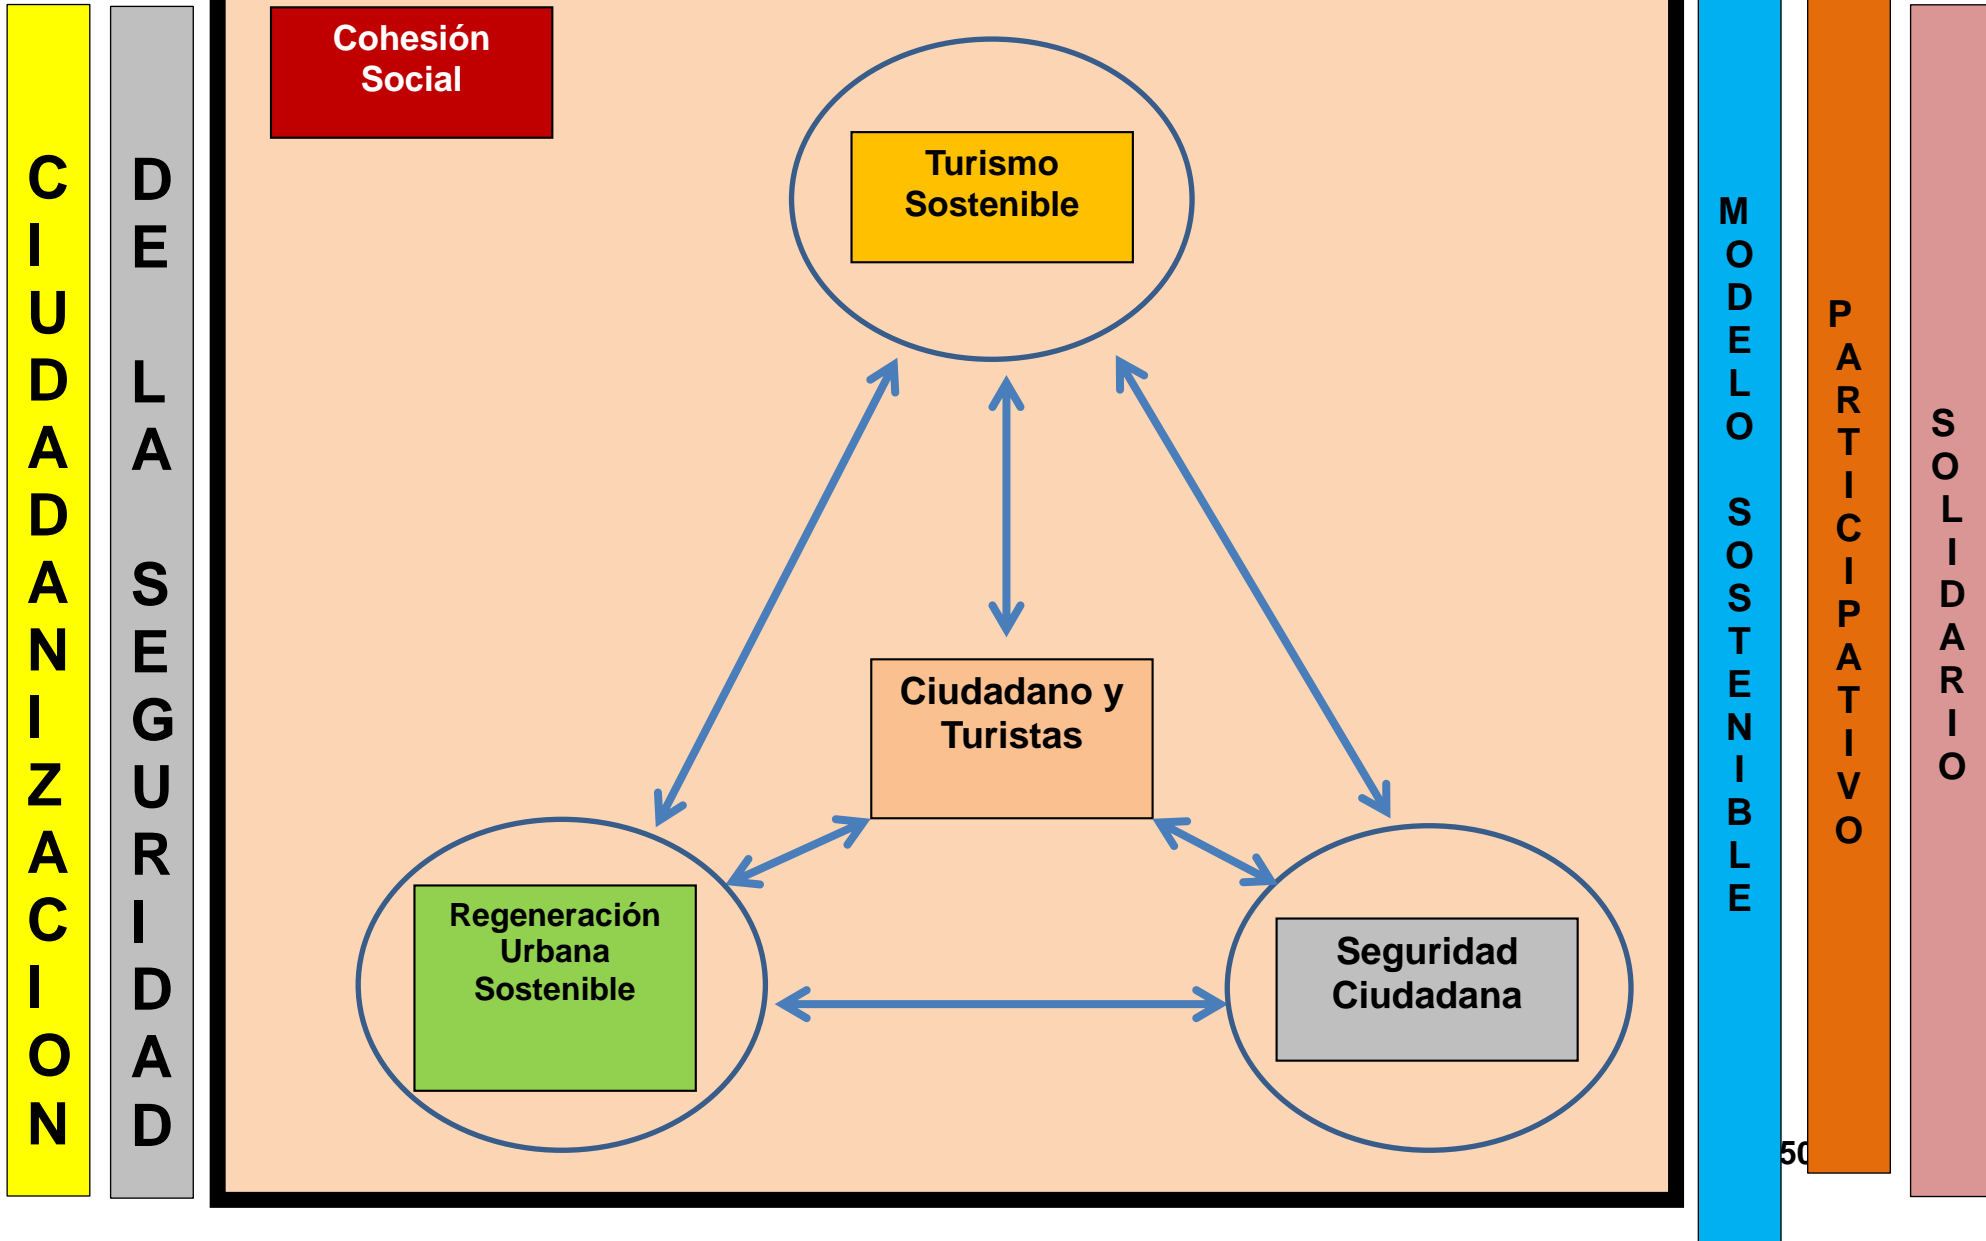 CIUDADANIZACION
DE LA SEGURIDAD
Cohesión
Social
Turismo
Sostenible
Ciudadano y
Turistas
Regeneración
Urbana
Sostenible
Seguridad
Ciudadana
MODELO SOSTENIBLE
PARTICIPATIVO
SOLIDARIO
50